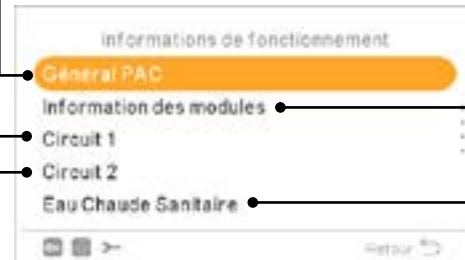 Informations de fonctionnement
Général PAC
Information des modules
Circuit 1
Circuit 2
Eau Chaude Sanitaire
Retour